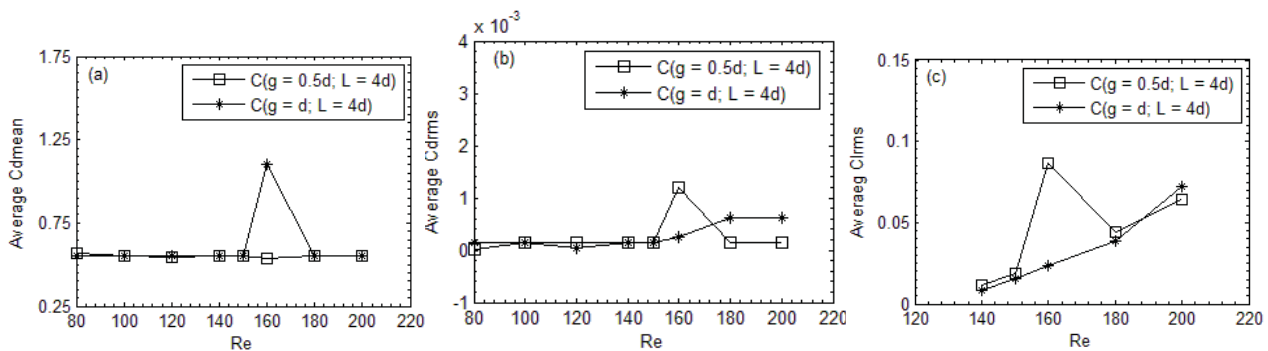 (a)
C(g = 0.5d; L = 4d)
C(g = d; L = 4d)
Average Cdmean
1.75
1.25
0.75
0.25
80 100 120 140 160 180 200 220
Re
x 10^-3
(b)
C(g = 0.5d; L = 4d)
C(g = d; L = 4d)
Average Cdrms
4
3
2
1
0
-1
80 100 120 140 160 180 200 220
Re
(c)
C(g = 0.5d; L = 4d)
C(g = d; L = 4d)
Averaeg Clrms
0.15
0.1
0.05
0
120 140 160 180 200 220
Re